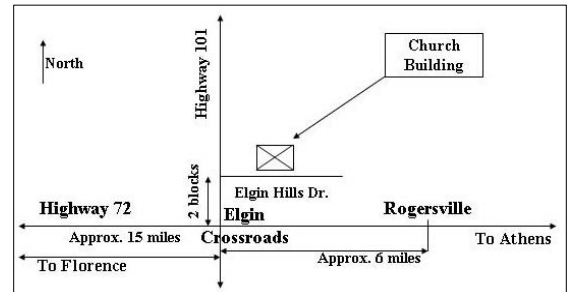 North
Highway 101
Church
Building
2 blocks
Elgin Hills Dr.
Highway 72
Elgin
Rogersville
Approx. 15 miles
Crossroads
To Athens
To Florence
Approx. 6 miles